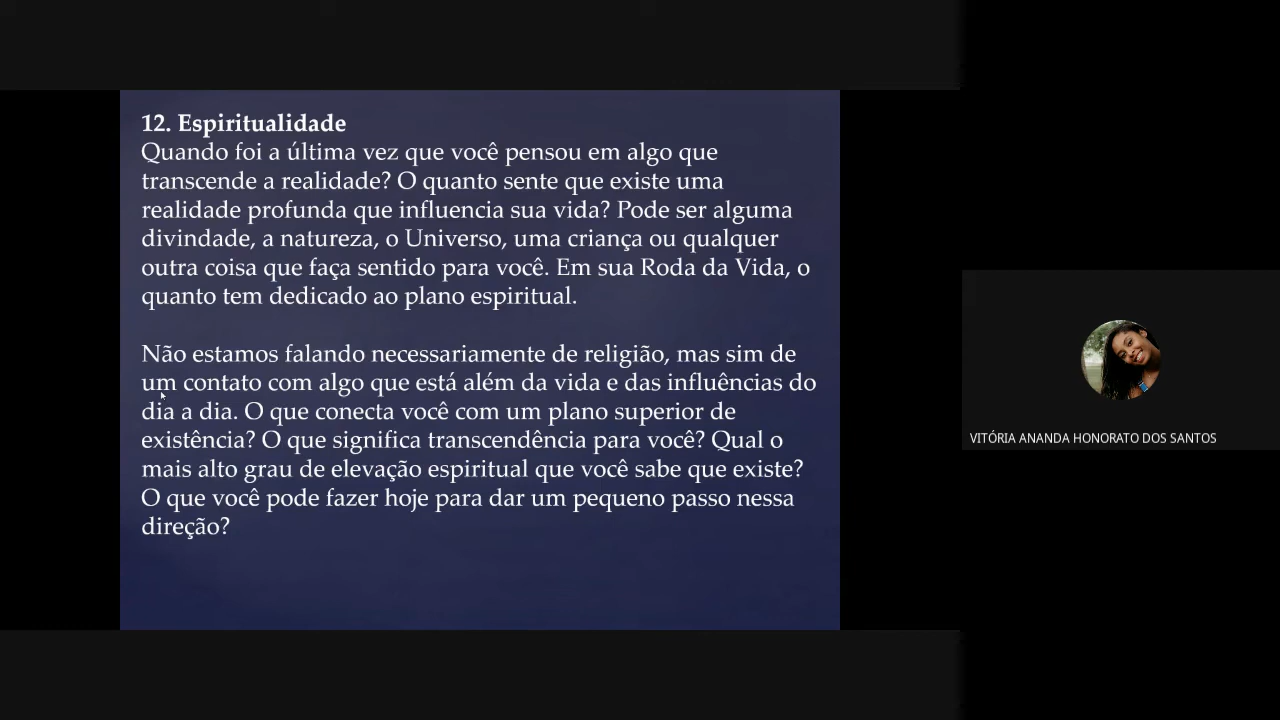 12. Espiritualidade
Quando foi a última vez que você pensou em algo que
transcende a realidade? O quanto sente que existe uma
realidade profunda que influencia sua vida? Pode ser alguma
divindade, a natureza, o Universo, uma criança ou qualquer
outra coisa que faça sentido para você. Em sua Roda da Vida, o
quanto tem dedicado ao plano espiritual.
Não estamos falando necessariamente de religião, mas sim de
um contato com algo que está além da vida e das influências do
dia a dia. O que conecta você com um plano superior de
existência? O que significa transcendência para você? Qual o
mais alto grau de elevação espiritual que você sabe que existe?
O que você pode fazer hoje para dar um pequeno passo nessa
direção?
VITÓRIA ANANDA HONORATO DOS SANTOS